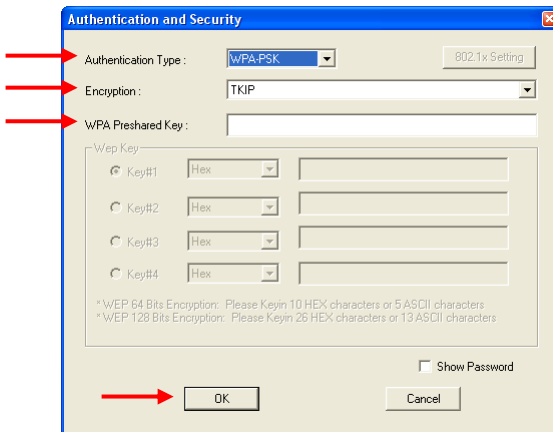 Authentication and Security
Authentication Type : WPA-PSK 802.1x Setting
Encryption : TKIP
WPA Preshared Key :
Wep Key
Key#1 Hex
Key#2 Hex
Key#3 Hex
Key#4 Hex
* WEP 64 Bits Encryption: Please Keyin 10 HEX characters or 5 ASCII characters
* WEP 128 Bits Encryption: Please Keyin 26 HEX characters or 13 ASCII characters
Show Password
OK Cancel